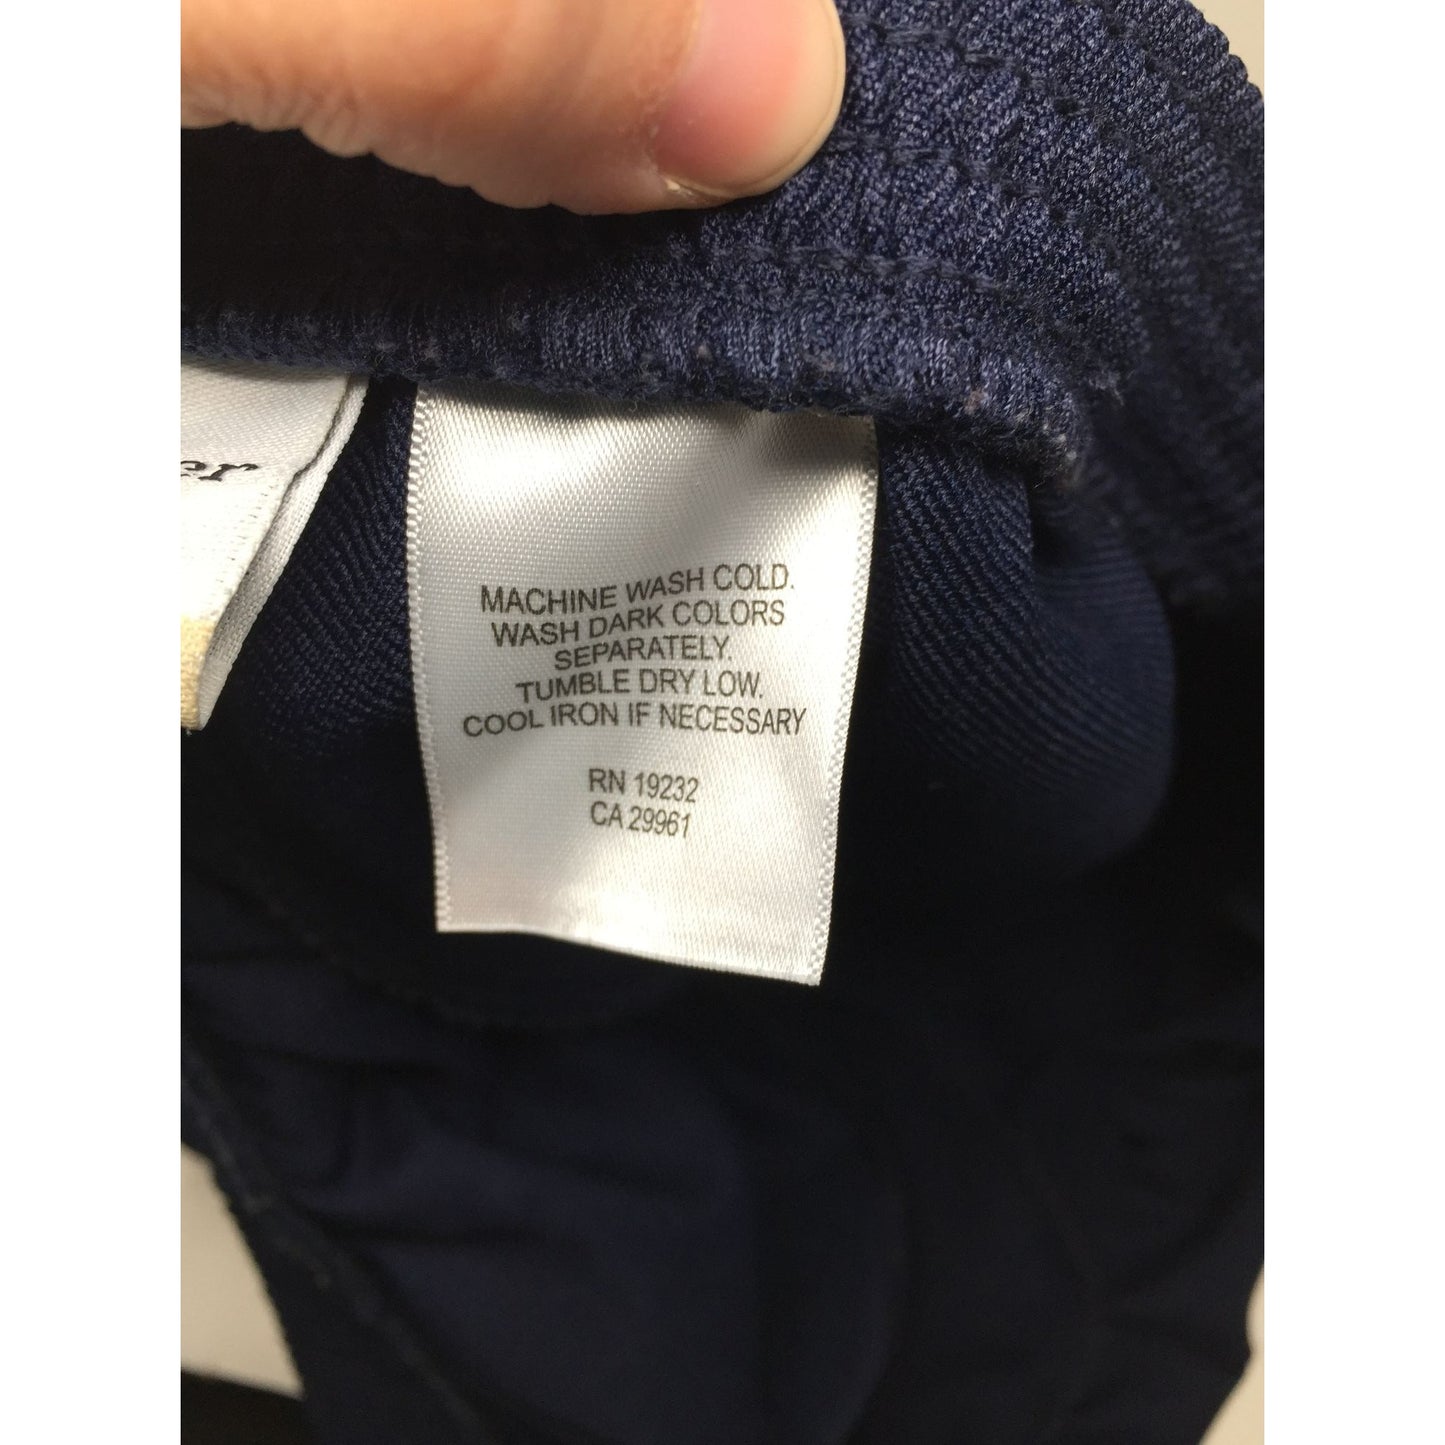 MACHINE WASH COLD.
WASH DARK COLORS
SEPARATELY.
TUMBLE DRY LOW.
COOL IRON IF NECESSARY
RN 19232
CA 29961